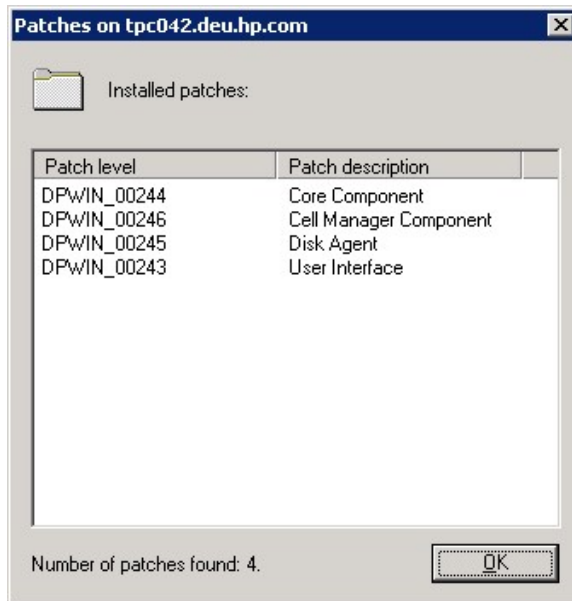 Patches on tpc042.deu.hp.com
Installed patches:
Patch level Patch description
DPWIN_00244 Core Component
DPWIN_00246 Cell Manager Component
DPWIN_00245 Disk Agent
DPWIN_00243 User Interface
Number of patches found: 4.
OK